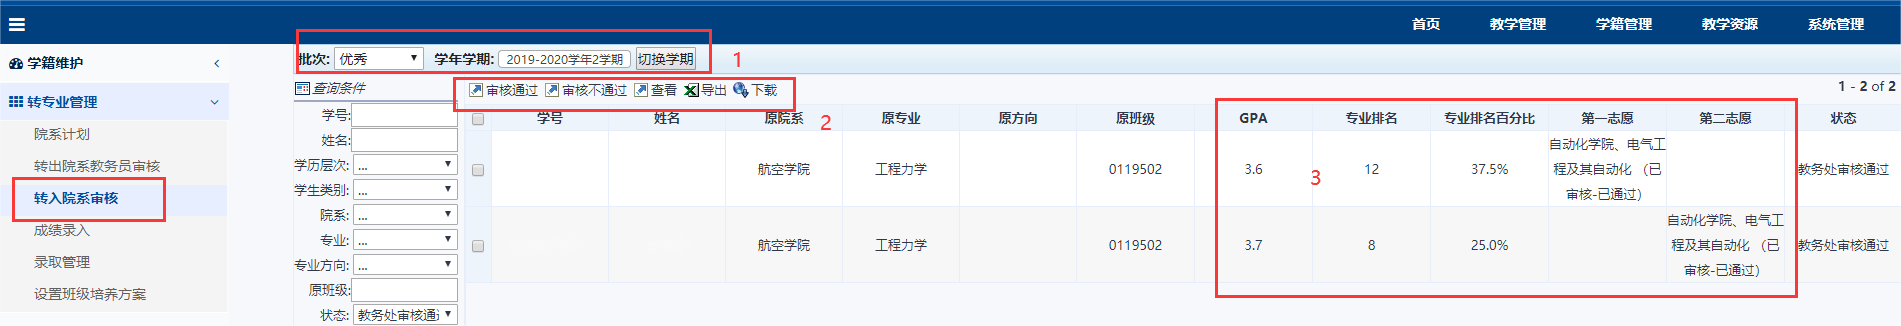 首页 教学管理 学籍管理 教学资源 系统管理
学籍维护
转专业管理
院系计划
转出院系教务员审核
转入院系审核
成绩录入
录取管理
设置班级培养方案
批次: 优秀 学年学期: 2019-2020学年2学期 切换学期 1
查询条件
学号:
姓名:
学历层次: ...
学生类别: ...
院系: ...
专业: ...
专业方向: ...
原班级:
状态: 教务处审核通
审核通过 审核不通过 查看 导出 下载
1 - 2 of 2
2
学号 姓名 原院系 原专业 原方向 原班级 GPA 专业排名 专业排名百分比 第一志愿 第二志愿 状态
航空学院 工程力学 0119502 3.6 3 12 37.5% 自动化学院、电气工
程及其自动化 （已
审核-已通过） 教务处审核通过
航空学院 工程力学 0119502 3.7 8 25.0% 自动化学院、电气工
程及其自动化 （已
审核-已通过） 教务处审核通过